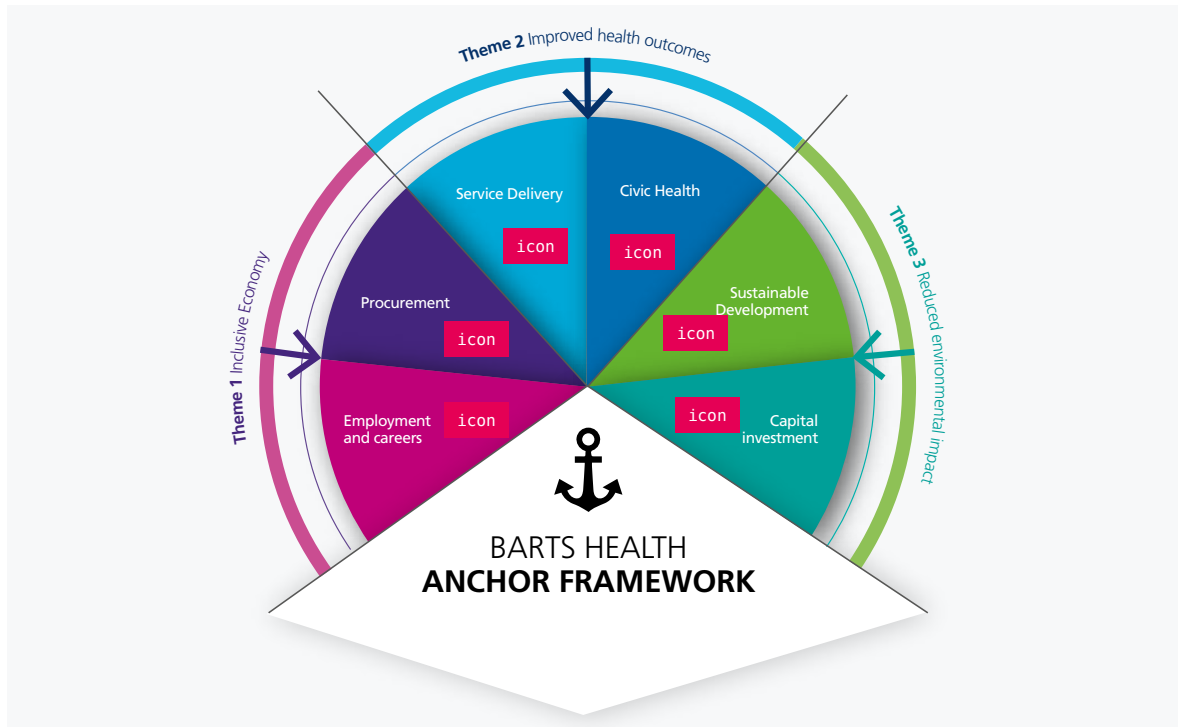 Theme 2 Improved health outcomes
Service Delivery
Civic Health
icon
icon
Theme 1 Inclusive Economy
Procurement
icon
Sustainable
Development
icon
Theme 3 Reduced environmental impact
Employment
and careers
icon
icon
Capital
investment
BARTS HEALTH
ANCHOR FRAMEWORK